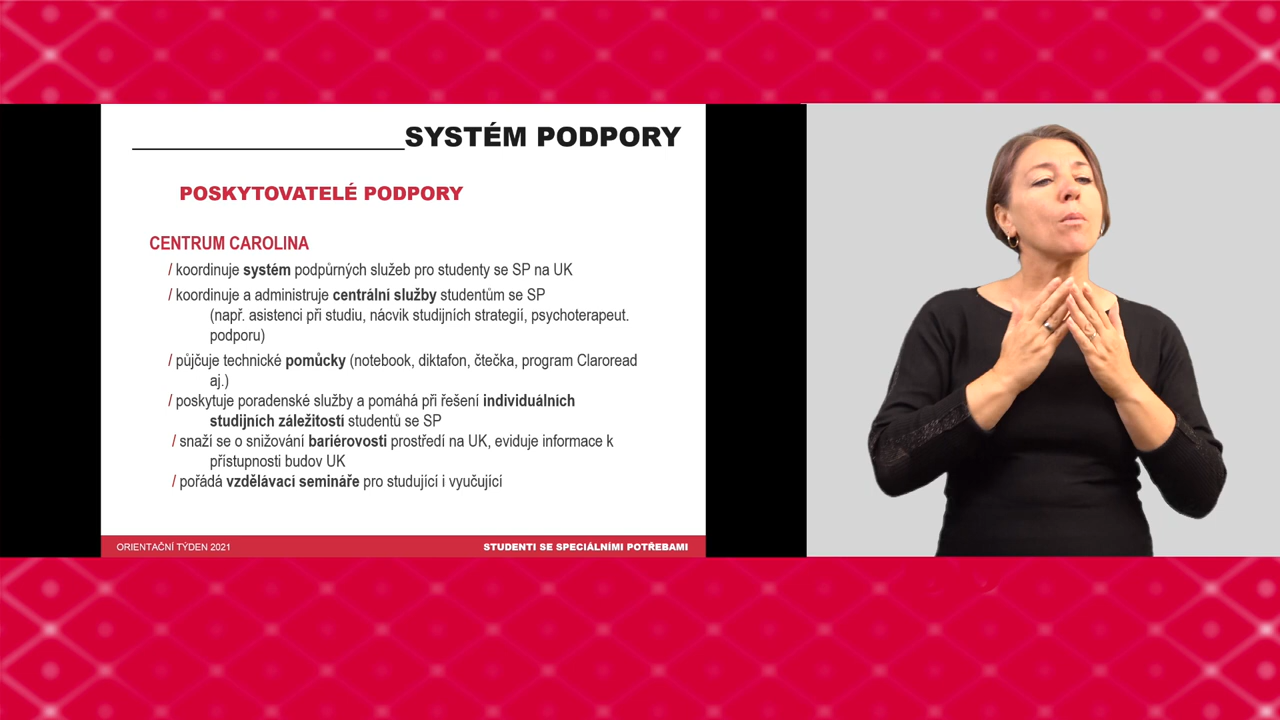 SYSTÉM PODPORY
POSKYTOVATELÉ PODPORY
CENTRUM CAROLINA
/ koordinuje systém podpůrných služeb pro studenty se SP na UK
/ koordinuje a administruje centrální služby studentům se SP
(např. asistenci při studiu, nácvik studijních strategií, psychoterapeut.
podporu)
/ půjčuje technické pomůcky (notebook, diktafon, čtečka, program Claroread
aj.)
/ poskytuje poradenské služby a pomáhá při řešení individuálních
studijních záležitostí studentů se SP
/ snaží se o snižování bariérovosti prostředí na UK, eviduje informace k
přístupnosti budov UK
/ pořádá vzdělávací semináře pro studující i vyučující
ORIENTAČNÍ TÝDEN 2021
STUDENTI SE SPECIÁLNÍMI POTŘEBAMI